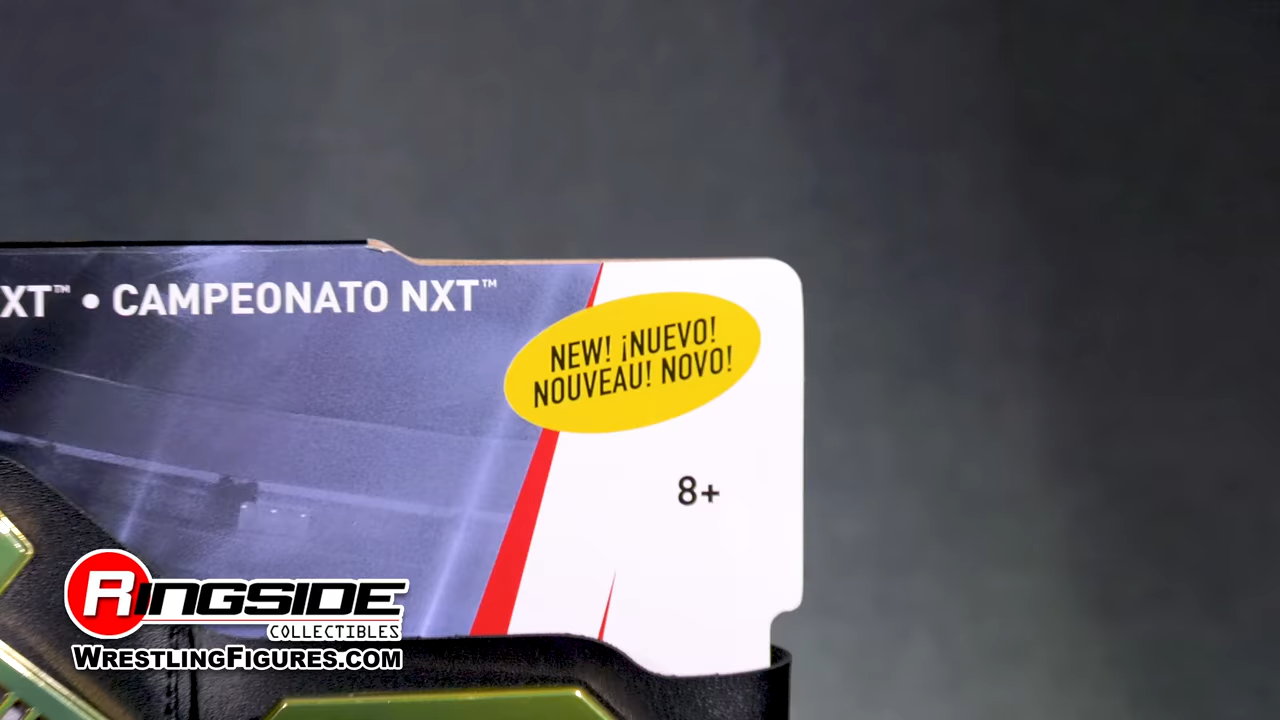 XT™ • CAMPEONATO NXT™
NEW! ¡NUEVO!
NOUVEAU! NOVO!
8+
RINGSIDE
COLLECTIBLES
WRESTLINGFIGURES.COM